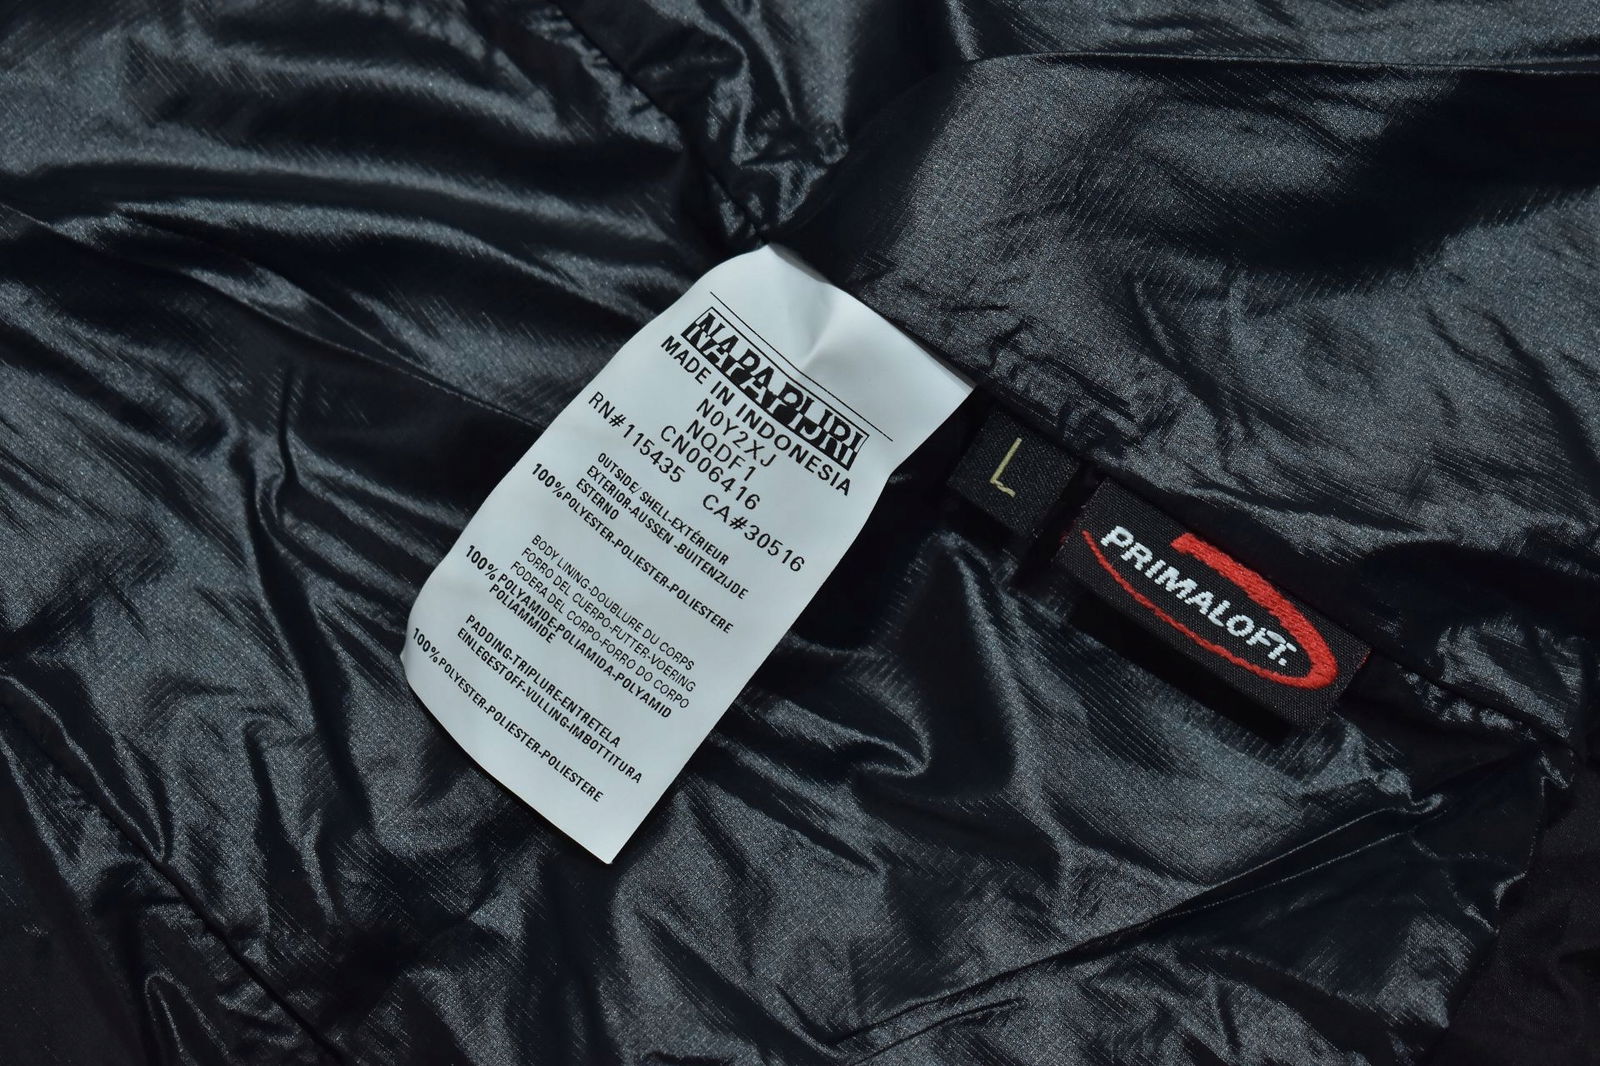 NAPAPIJRI
MADE IN INDONESIA
N0Y2XJ
NQDF1
CN006416
RN#115435 CA#30516
OUTSIDE/SHELL-EXTÉRIEUR
EXTERIOR-AUSSEN-BUITENZIJDE
ESTERNO
100%POLYESTER-POLIESTER-POLIESTERE
BODY LINING-DOUBLURE DU CORPS
FORRO DEL CUERPO-FUTTER-VOERING
FODERA DEL CORPO-FORRO DO CORPO
100%POLYAMIDE-POLIAMIDA-POLYAMID
POLIAMMIDE
PADDING-TRIPLURE-ENTRETELA
EINLEGESTOFF-VULLING-IMBOTTITURA
100%POLYESTER-POLIESTER-POLIESTERE
L
PRIMALOFT.